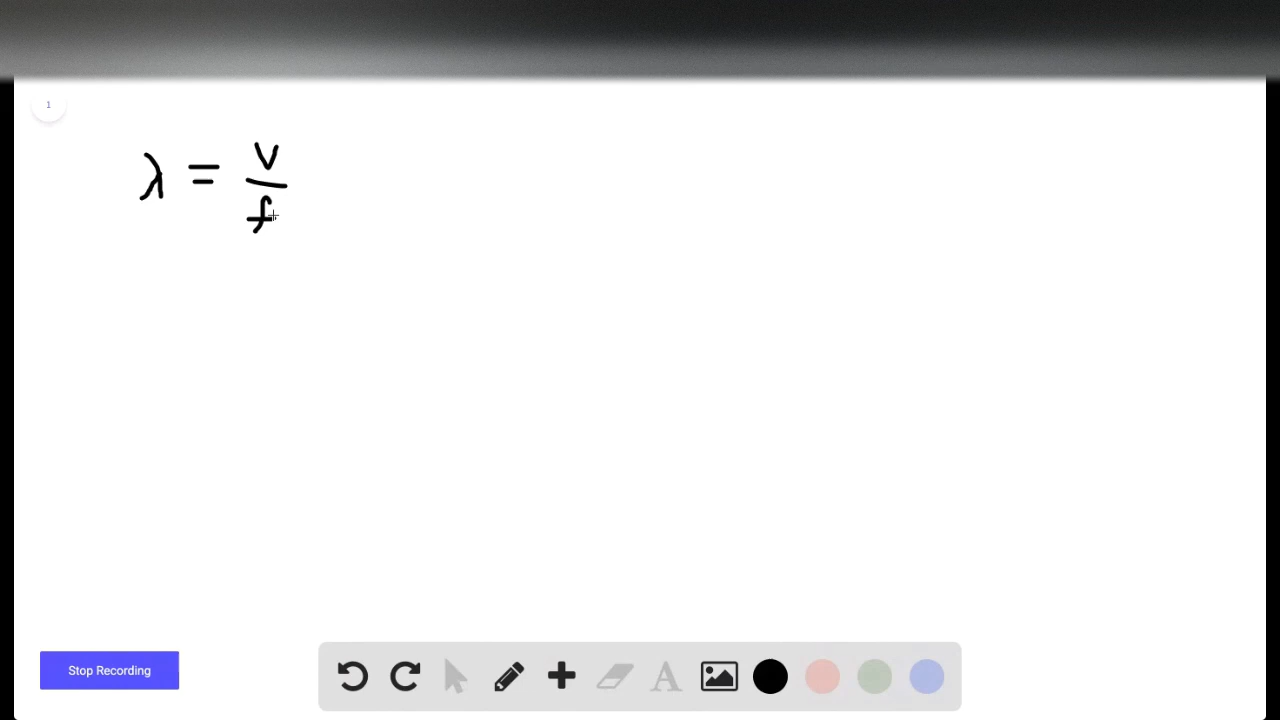 1
λ = v/f
Stop Recording
A